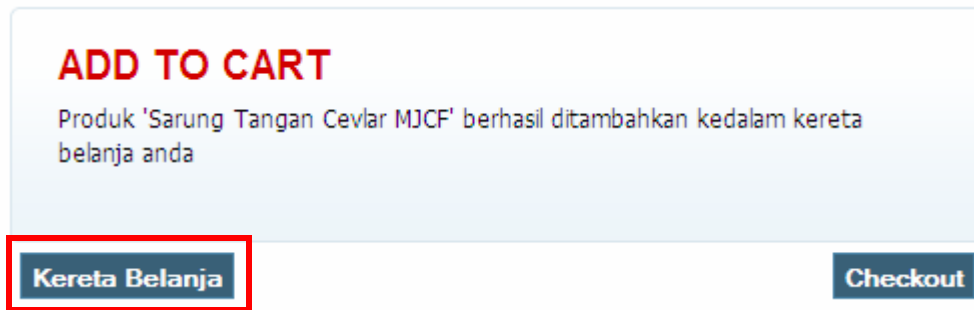 ADD TO CART
Produk 'Sarung Tangan Cevlar MJCF' berhasil ditambahkan kedalam kereta
belanja anda
Kereta Belanja
Checkout